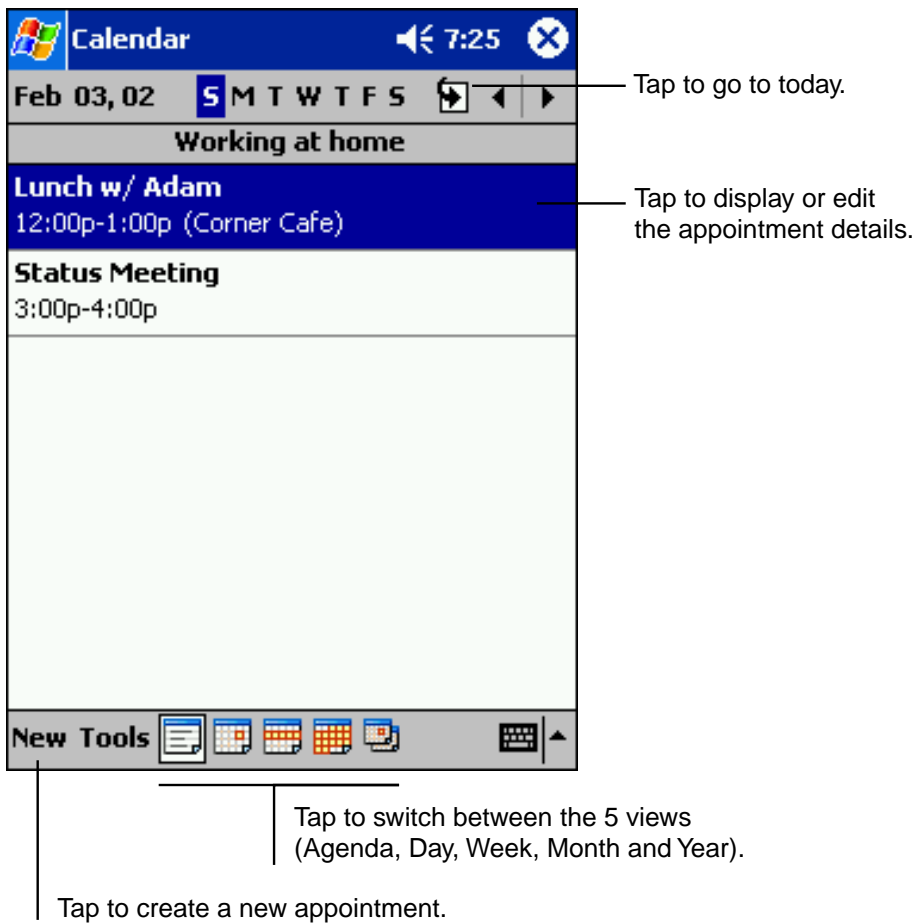 Calendar 7:25
Feb 03, 02 S M T W T F S
Tap to go to today.
Working at home
Lunch w/ Adam
12:00p-1:00p (Corner Cafe)
Tap to display or edit
the appointment details.
Status Meeting
3:00p-4:00p
New Tools
Tap to switch between the 5 views
(Agenda, Day, Week, Month and Year).
Tap to create a new appointment.